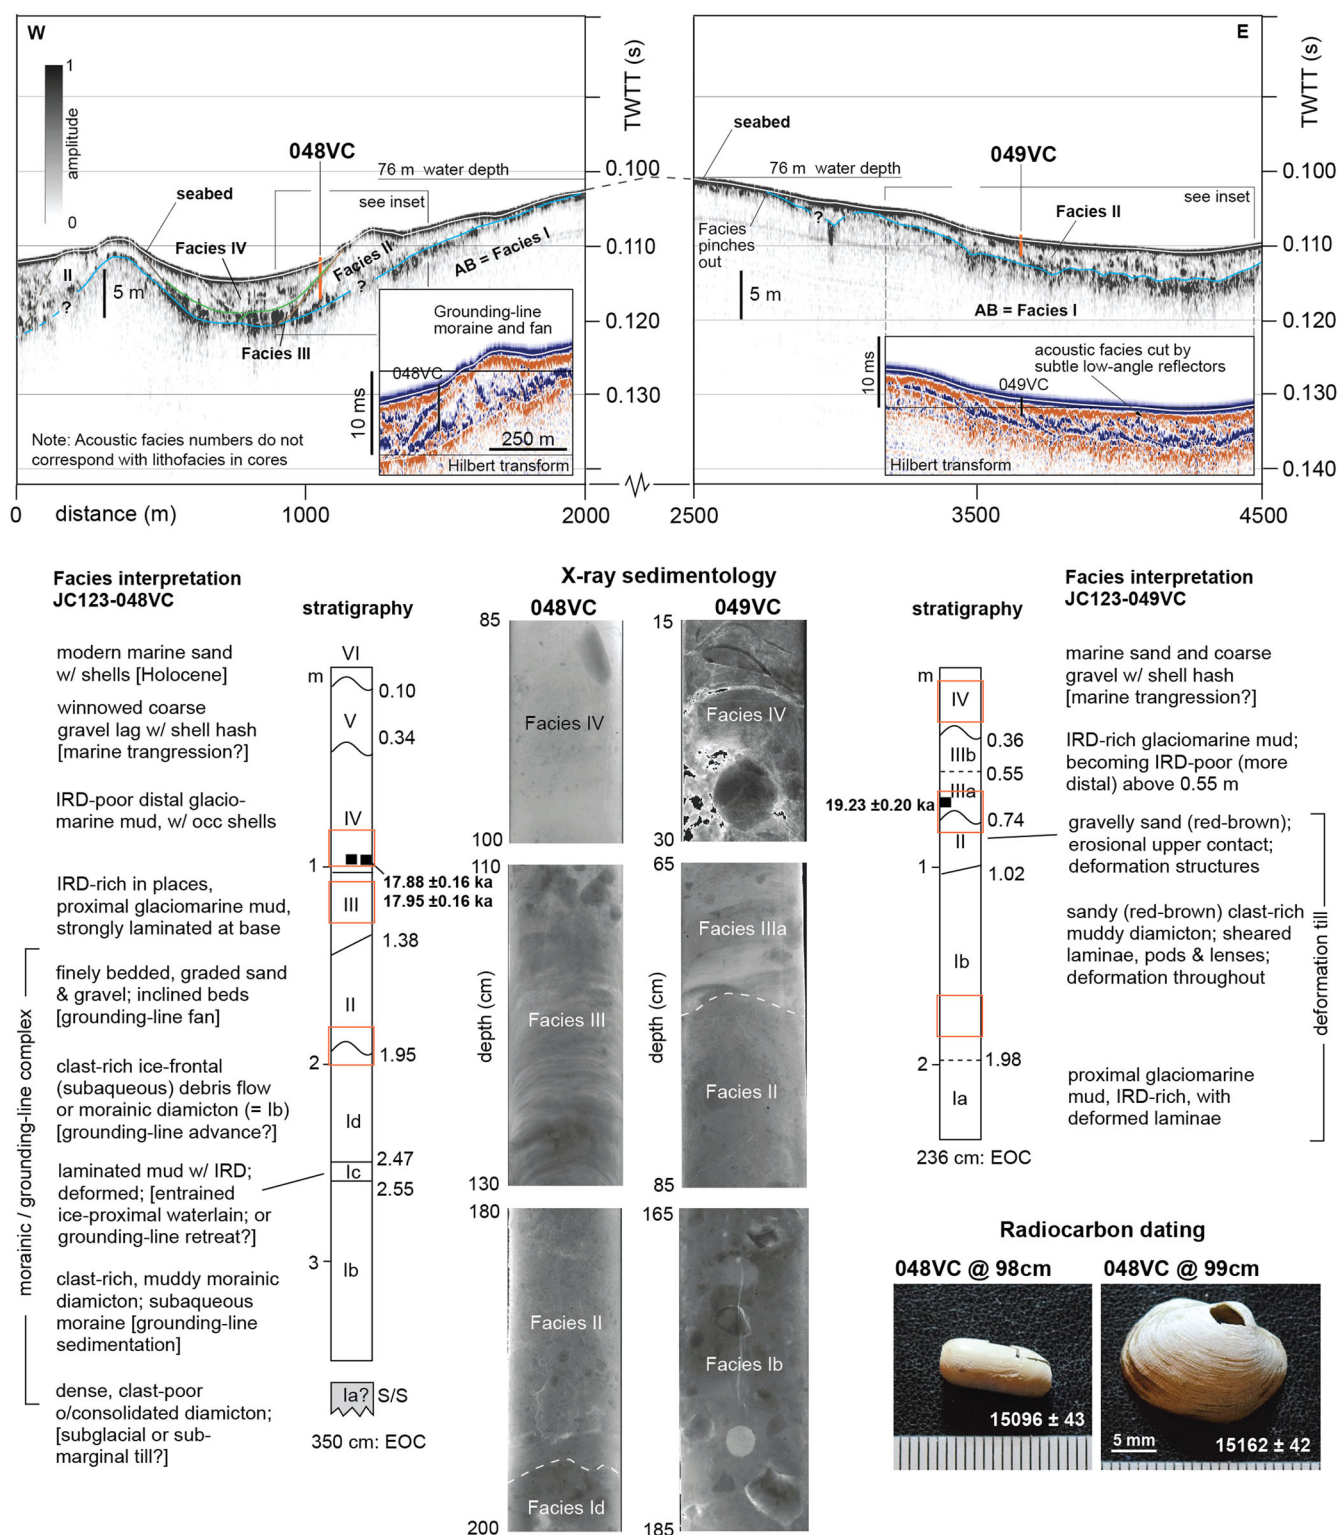 W
1
amplitude
0
seabed
048VC
76 m water depth
see inset
Facies IV
Facies II
II
?
5 m
Facies III
?
AB = Facies I
Grounding-line
moraine and fan
048VC
10 ms
250 m
Hilbert transform
Note: Acoustic facies numbers do not
correspond with lithofacies in cores
TWTT (s)
0.100
0.110
0.120
0.130
0.140
0
distance (m)
1000
2000
E
seabed
76 m water depth
049VC
see inset
Facies II
Facies
pinches
out
?
5 m
AB = Facies I
acoustic facies cut by
subtle low-angle reflectors
049VC
10 ms
Hilbert transform
TWTT (s)
0.100
0.110
0.120
0.130
0.140
2500
3500
4500
Facies interpretation
JC123-048VC
stratigraphy
modern marine sand
w/ shells [Holocene]
winnowed coarse
gravel lag w/ shell hash
[marine trangression?]
IRD-poor distal glacio-
marine mud, w/ occ shells
IRD-rich in places,
proximal glaciomarine mud,
strongly laminated at base
finely bedded, graded sand
& gravel; inclined beds
[grounding-line fan]
clast-rich ice-frontal
(subaqueous) debris flow
or morainic diamicton (= Ib)
[grounding-line advance?]
laminated mud w/ IRD;
deformed; [entrained
ice-proximal waterlain; or
grounding-line retreat?]
clast-rich, muddy morainic
diamicton; subaqueous
moraine [grounding-line
sedimentation]
dense, clast-poor
o/consolidated diamicton;
[subglacial or sub-
marginal till?]
morainic / grounding-line complex
VI
m
0.10
V
0.34
IV
1
17.88 ±0.16 ka
17.95 ±0.16 ka
III
1.38
II
1.95
2
Id
2.47
Ic
2.55
3
Ib
Ia?
S/S
350 cm: EOC
X-ray sedimentology
048VC
85
Facies IV
100
110
Facies III
depth (cm)
130
180
Facies II
Facies Id
200
049VC
15
Facies IV
30
65
Facies IIIa
depth (cm)
Facies II
85
165
Facies Ib
185
Facies interpretation
JC123-049VC
stratigraphy
m
IV
0.36
IIIb
0.55
IIIa
19.23 ±0.20 ka
0.74
II
1
1.02
Ib
2
1.98
Ia
236 cm: EOC
marine sand and coarse
gravel w/ shell hash
[marine trangression?]
IRD-rich glaciomarine mud;
becoming IRD-poor (more
distal) above 0.55 m
gravelly sand (red-brown);
erosional upper contact;
deformation structures
sandy (red-brown) clast-rich
muddy diamicton; sheared
laminae, pods & lenses;
deformation throughout
proximal glaciomarine
mud, IRD-rich, with
deformed laminae
deformation till
Radiocarbon dating
048VC @ 98cm
15096 ± 43
048VC @ 99cm
5 mm
15162 ± 42